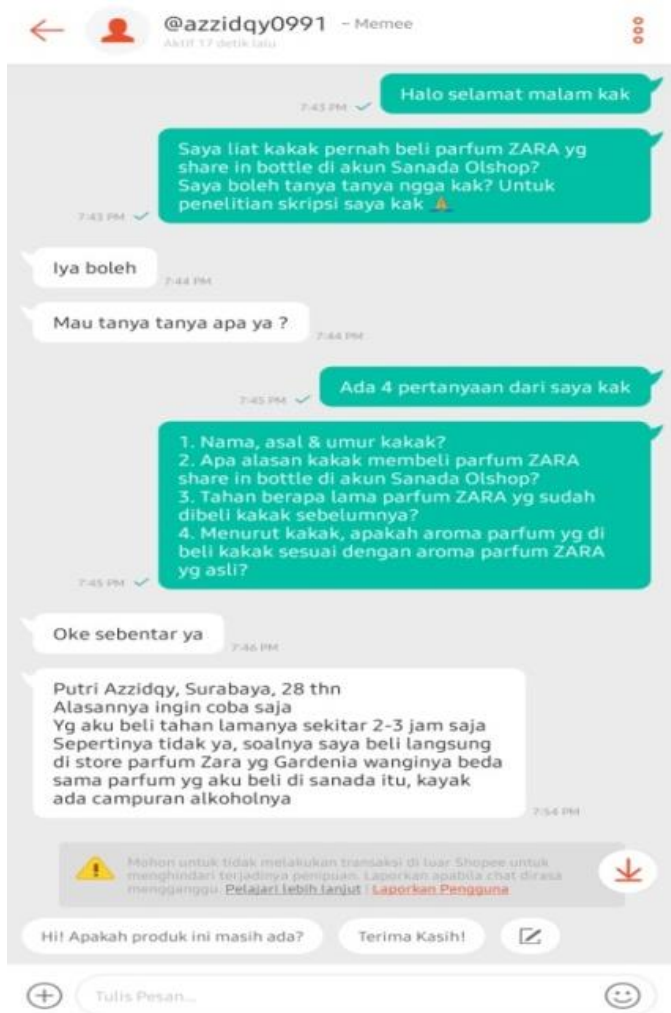 @azzidqy0991 ~ Memee
Aktif 17 detik lalu
Halo selamat malam kak
7:43 PM
Saya liat kakak pernah beli parfum ZARA yg
share in bottle di akun Sanada Olshop?
Saya boleh tanya tanya ngga kak? Untuk
penelitian skripsi saya kak 🙏
7:43 PM
Iya boleh
7:44 PM
Mau tanya tanya apa ya ?
7:44 PM
Ada 4 pertanyaan dari saya kak
7:45 PM
1. Nama, asal & umur kakak?
2. Apa alasan kakak membeli parfum ZARA
share in bottle di akun Sanada Olshop?
3. Tahan berapa lama parfum ZARA yg sudah
dibeli kakak sebelumnya?
4. Menurut kakak, apakah aroma parfum yg di
beli kakak sesuai dengan aroma parfum ZARA
yg asli?
7:45 PM
Oke sebentar ya
7:46 PM
Putri Azzidqy, Surabaya, 28 thn
Alasannya ingin coba saja
Yg aku beli tahan lamanya sekitar 2-3 jam saja
Sepertinya tidak ya, soalnya saya beli langsung
di store parfum Zara yg Gardenia wanginya beda
sama parfum yg aku beli di sanada itu, kayak
ada campuran alkoholnya
7:54 PM
Mohon untuk tidak melakukan transaksi di luar Shopee untuk
menghindari terjadinya penipuan. Laporkan apabila chat dirasa
mengganggu. Pelajari lebih lanjut | Laporkan Pengguna
Hi! Apakah produk ini masih ada?
Terima Kasih!
Tulis Pesan...